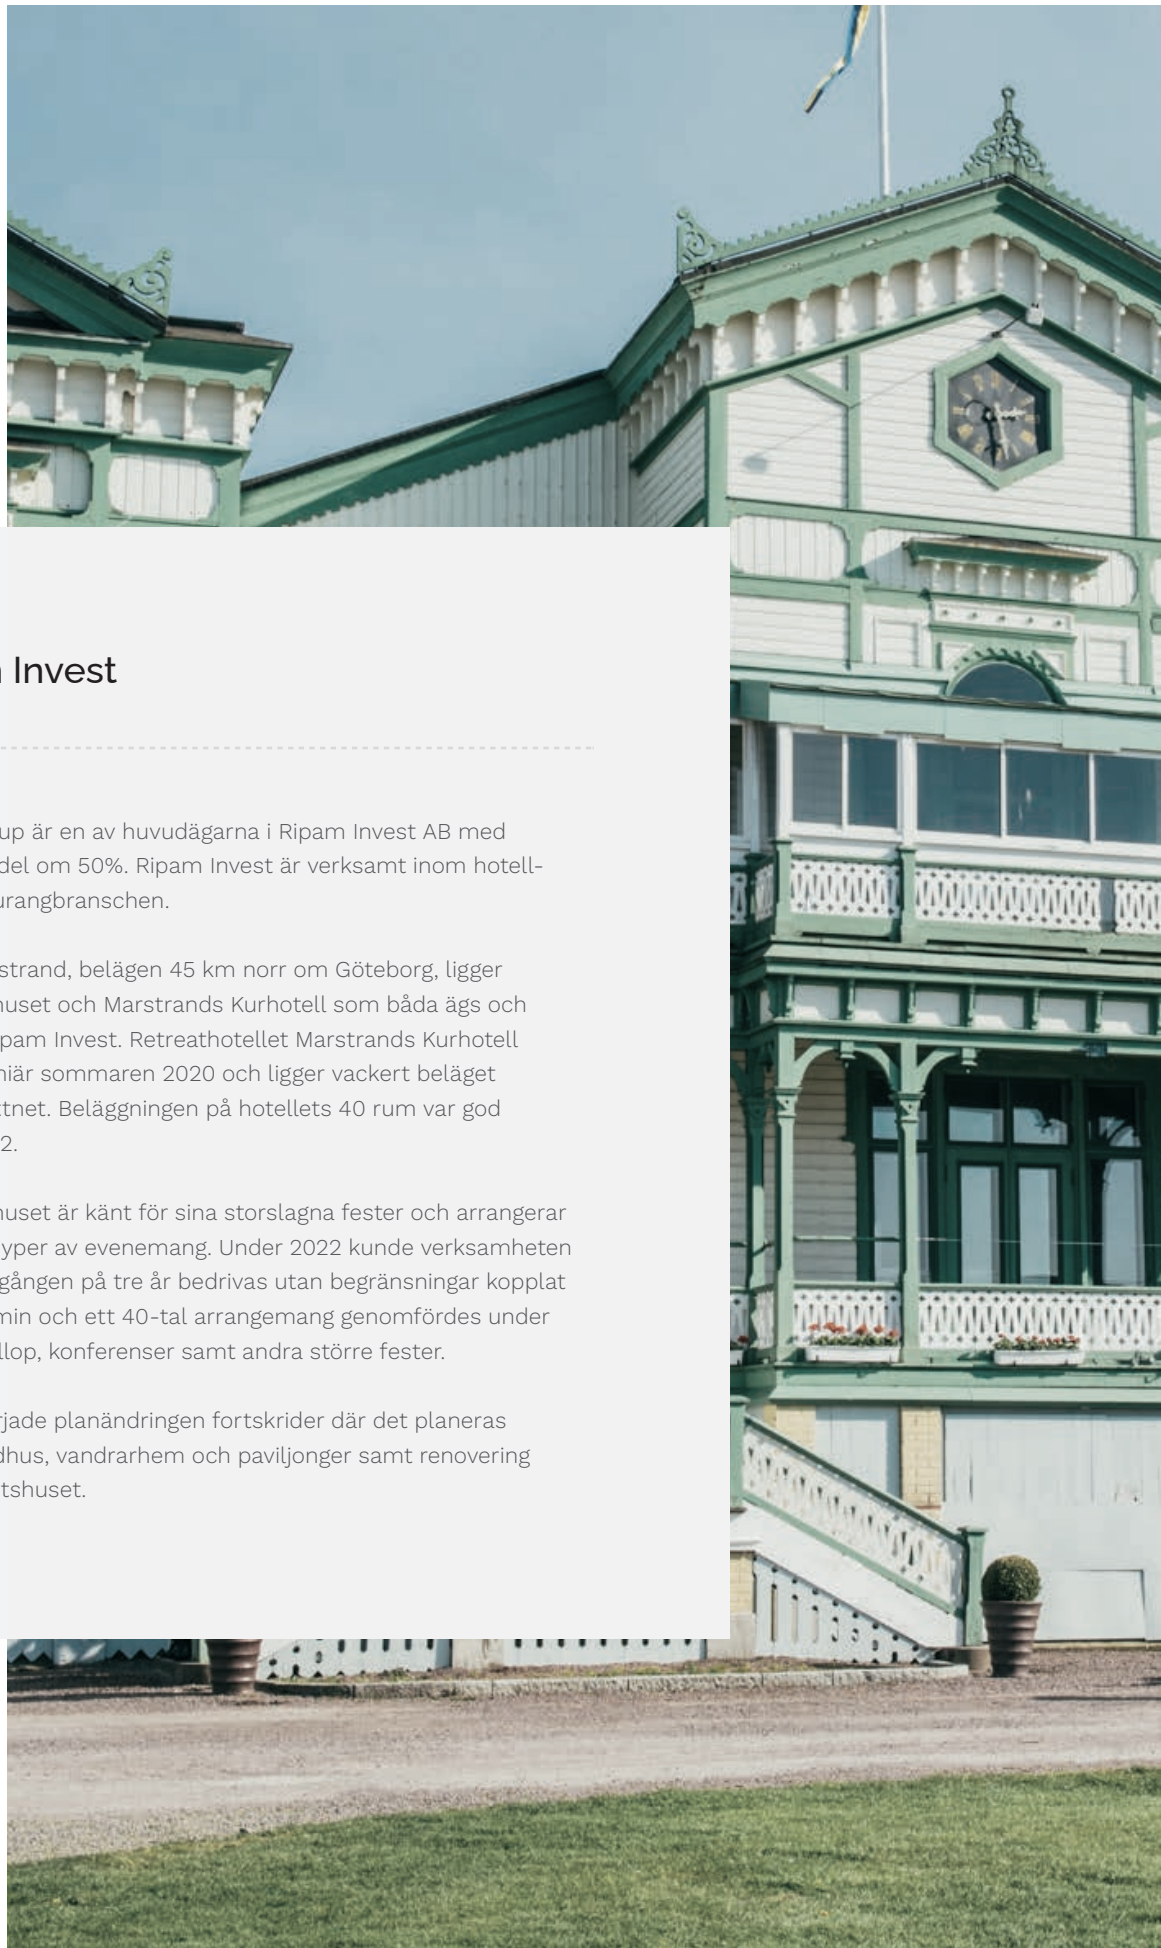 Invest
up är en av huvudägarna i Ripam Invest AB med
del om 50%. Ripam Invest är verksamt inom hotell-
urangbranschen.
strand, belägen 45 km norr om Göteborg, ligger
huset och Marstrands Kurhotell som båda ägs och
pam Invest. Retreathotellet Marstrands Kurhotell
niär sommaren 2020 och ligger vackert beläget
ttnet. Beläggningen på hotellets 40 rum var god
2.
huset är känt för sina storslagna fester och arrangerar
yper av evenemang. Under 2022 kunde verksamheten
gången på tre år bedrivas utan begränsningar kopplat
min och ett 40-tal arrangemang genomfördes under
llop, konferenser samt andra större fester.
rjade planändringen fortskrider där det planeras
dhus, vandrarhem och paviljonger samt renovering
tshuset.